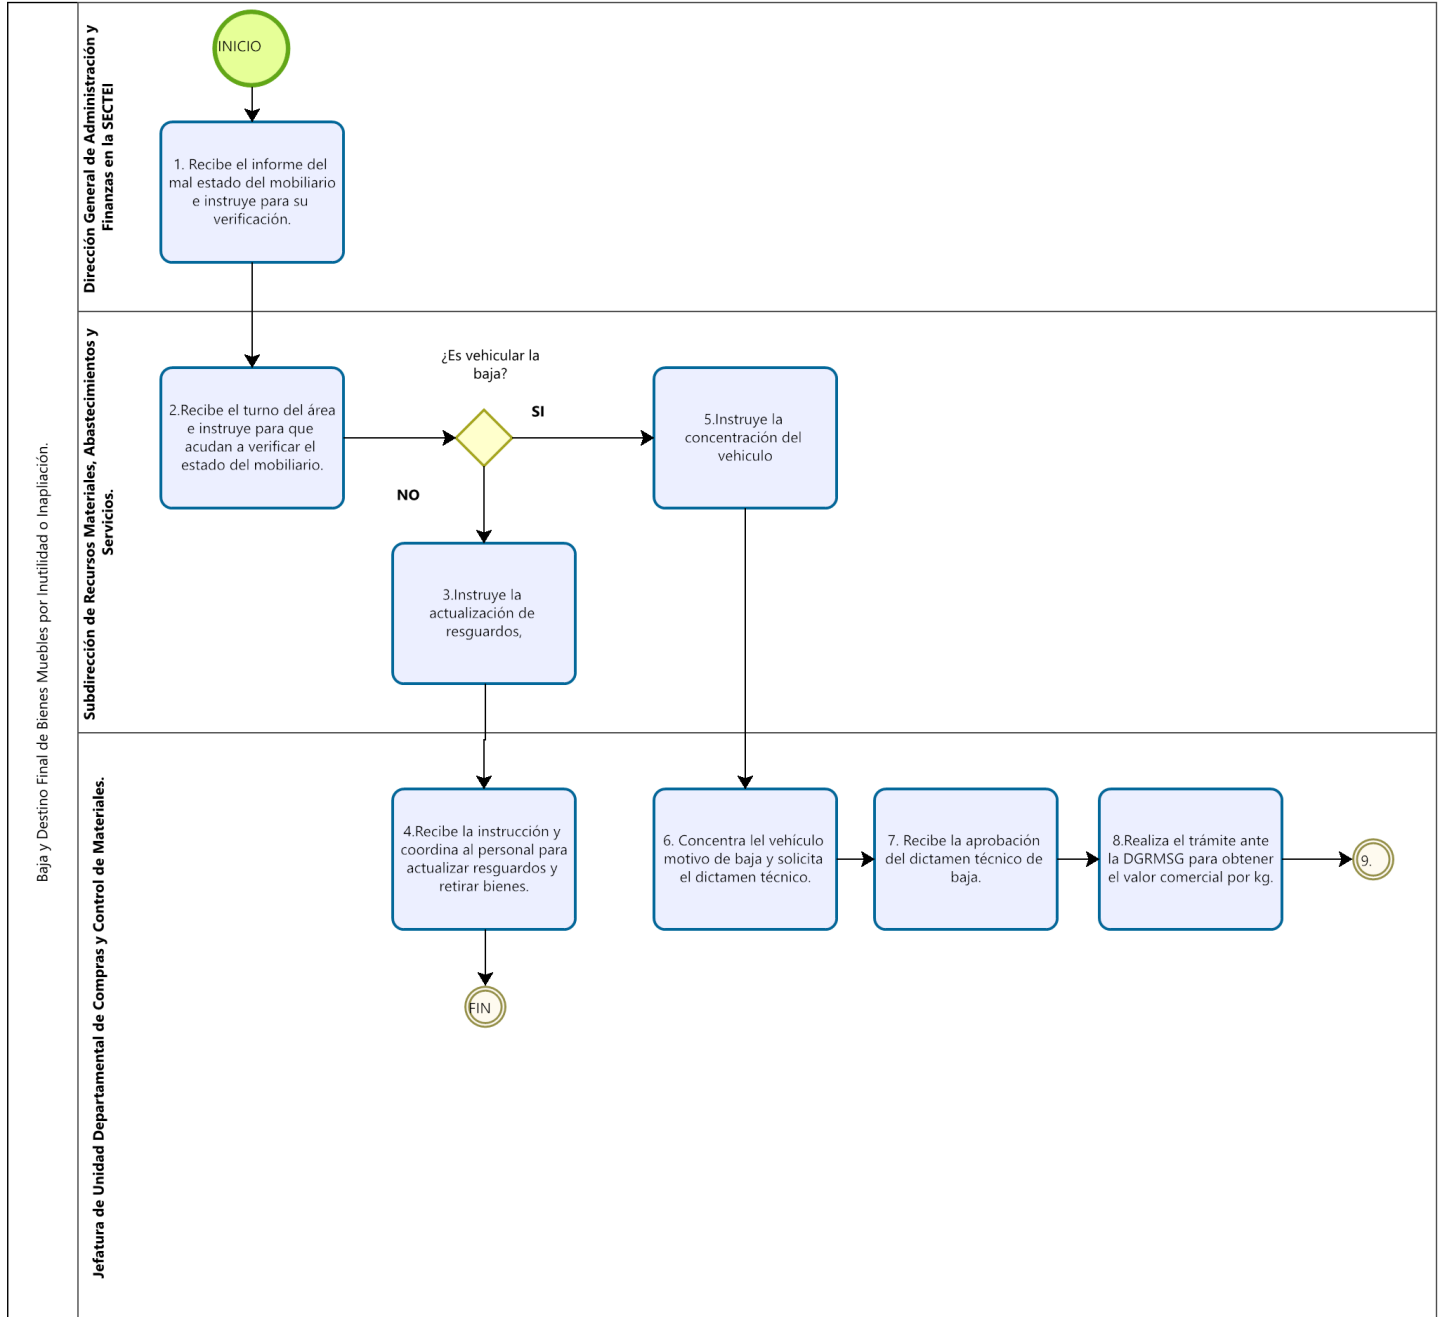 Baja y Destino Final de Bienes Muebles por Inutilidad o Inapliación.
Dirección General de Administración y
Finanzas en la SECTEI
INICIO
1. Recibe el informe del
mal estado del mobiliario
e instruye para su
verificación.
Subdirección de Recursos Materiales, Abastecimientos y
Servicios.
2.Recibe el turno del área
e instruye para que
acudan a verificar el
estado del mobiliario.
¿Es vehicular la
baja?
SI
NO
5.Instruye la
concentración del
vehiculo
3.Instruye la
actualización de
resguardos,
Jefatura de Unidad Departamental de Compras y Control de Materiales.
4.Recibe la instrucción y
coordina al personal para
actualizar resguardos y
retirar bienes.
6. Concentra lel vehículo
motivo de baja y solicita
el dictamen técnico.
7. Recibe la aprobación
del dictamen técnico de
baja.
8.Realiza el trámite ante
la DGRMSG para obtener
el valor comercial por kg.
9.
FIN